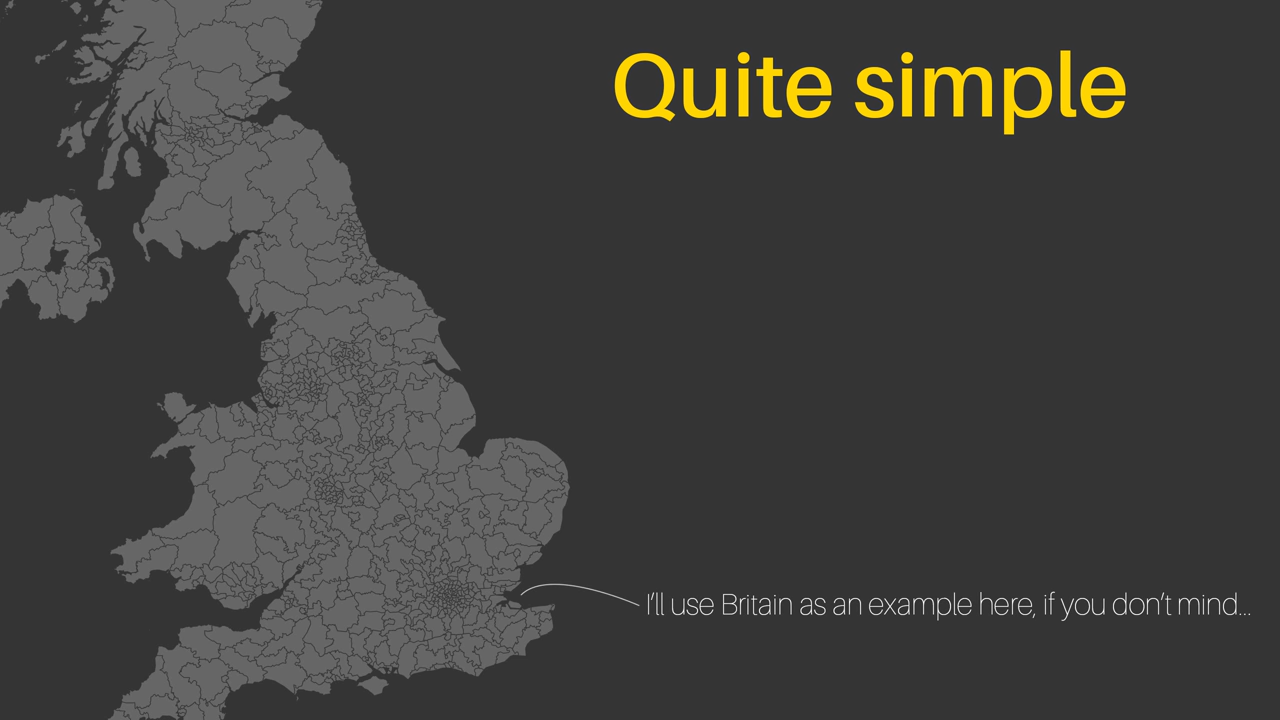 Quite simple
I’ll use Britain as an example here, if you don’t mind...